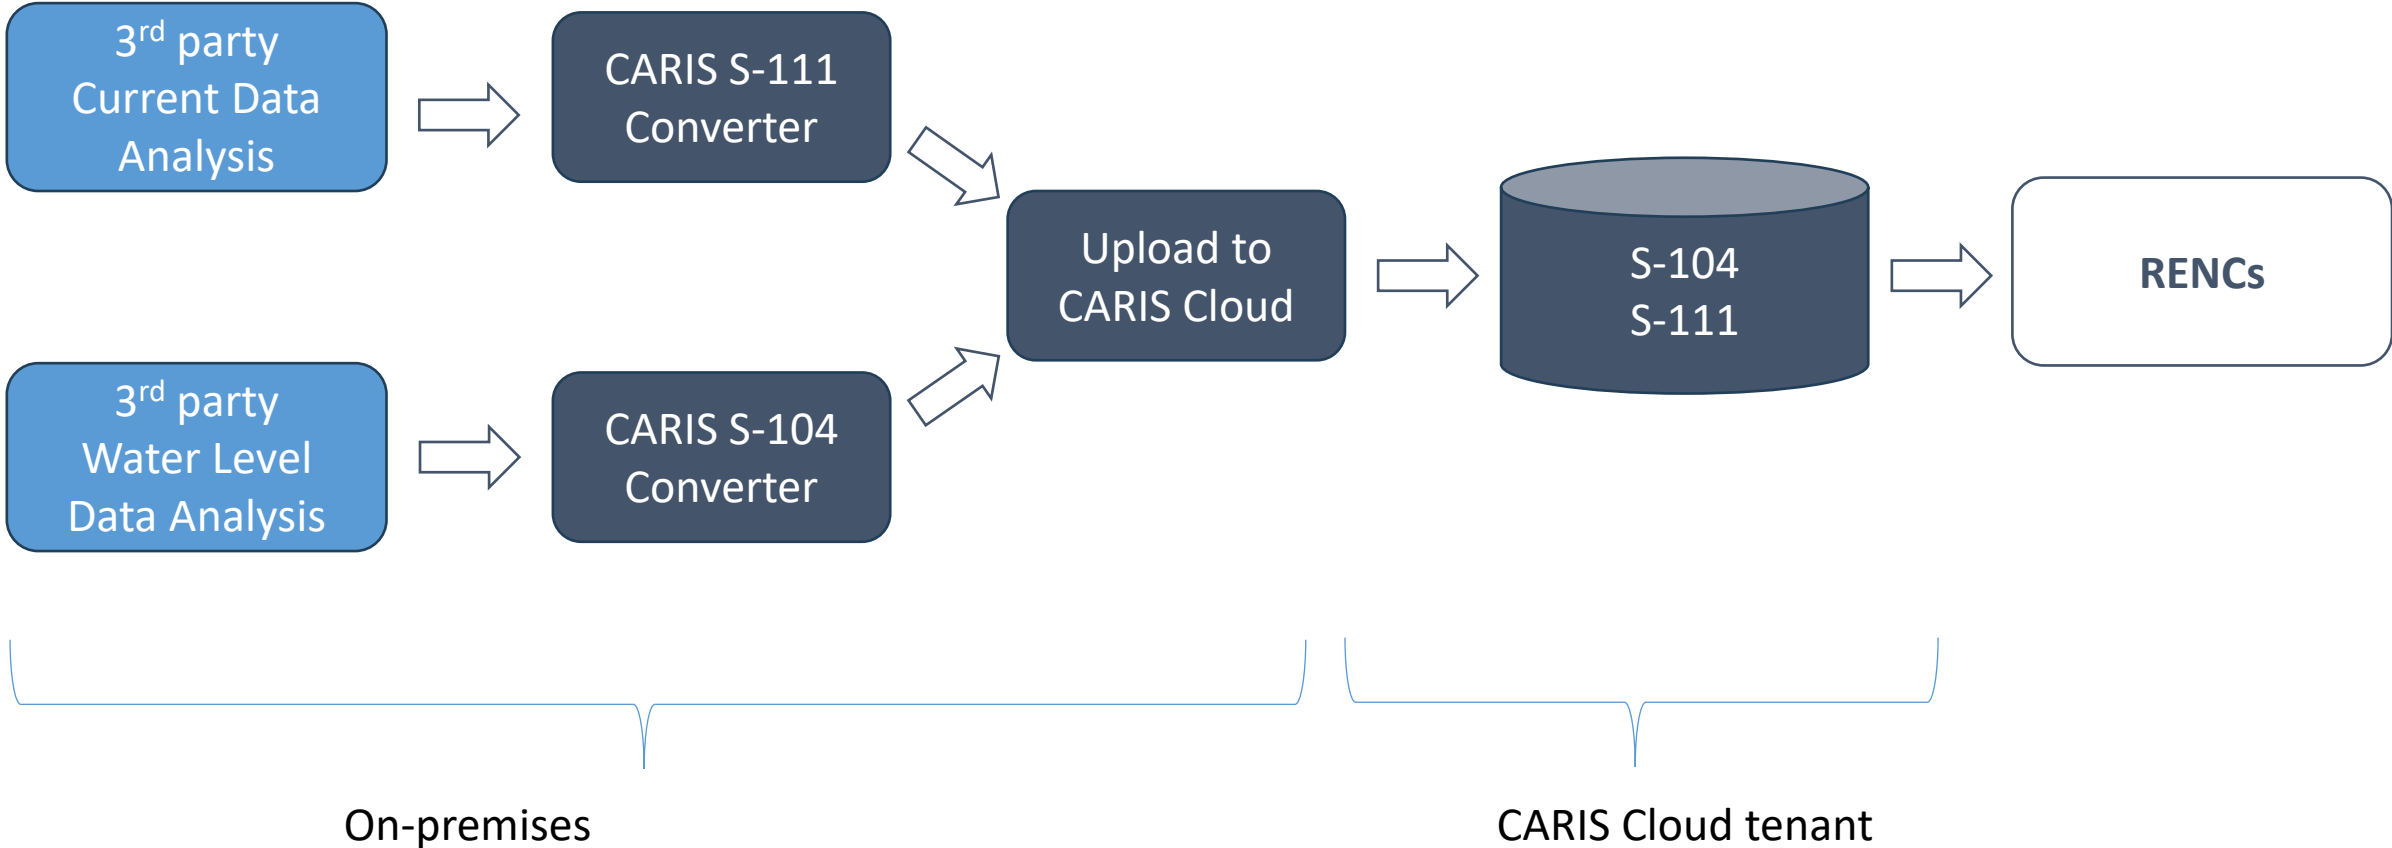 3rd party
Current Data
Analysis
CARIS S-111
Converter
Upload to
CARIS Cloud
S-104
S-111
RENCs
3rd party
Water Level
Data Analysis
CARIS S-104
Converter
On-premises
CARIS Cloud tenant